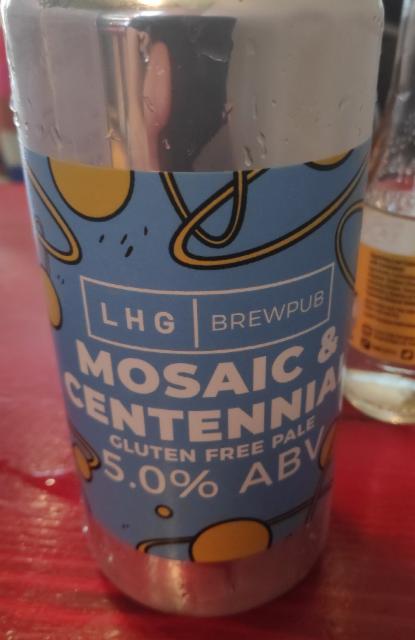 LHG | BREWPUB
MOSAIC &
CENTENNIAL
GLUTEN FREE PALE
5.0% ABV